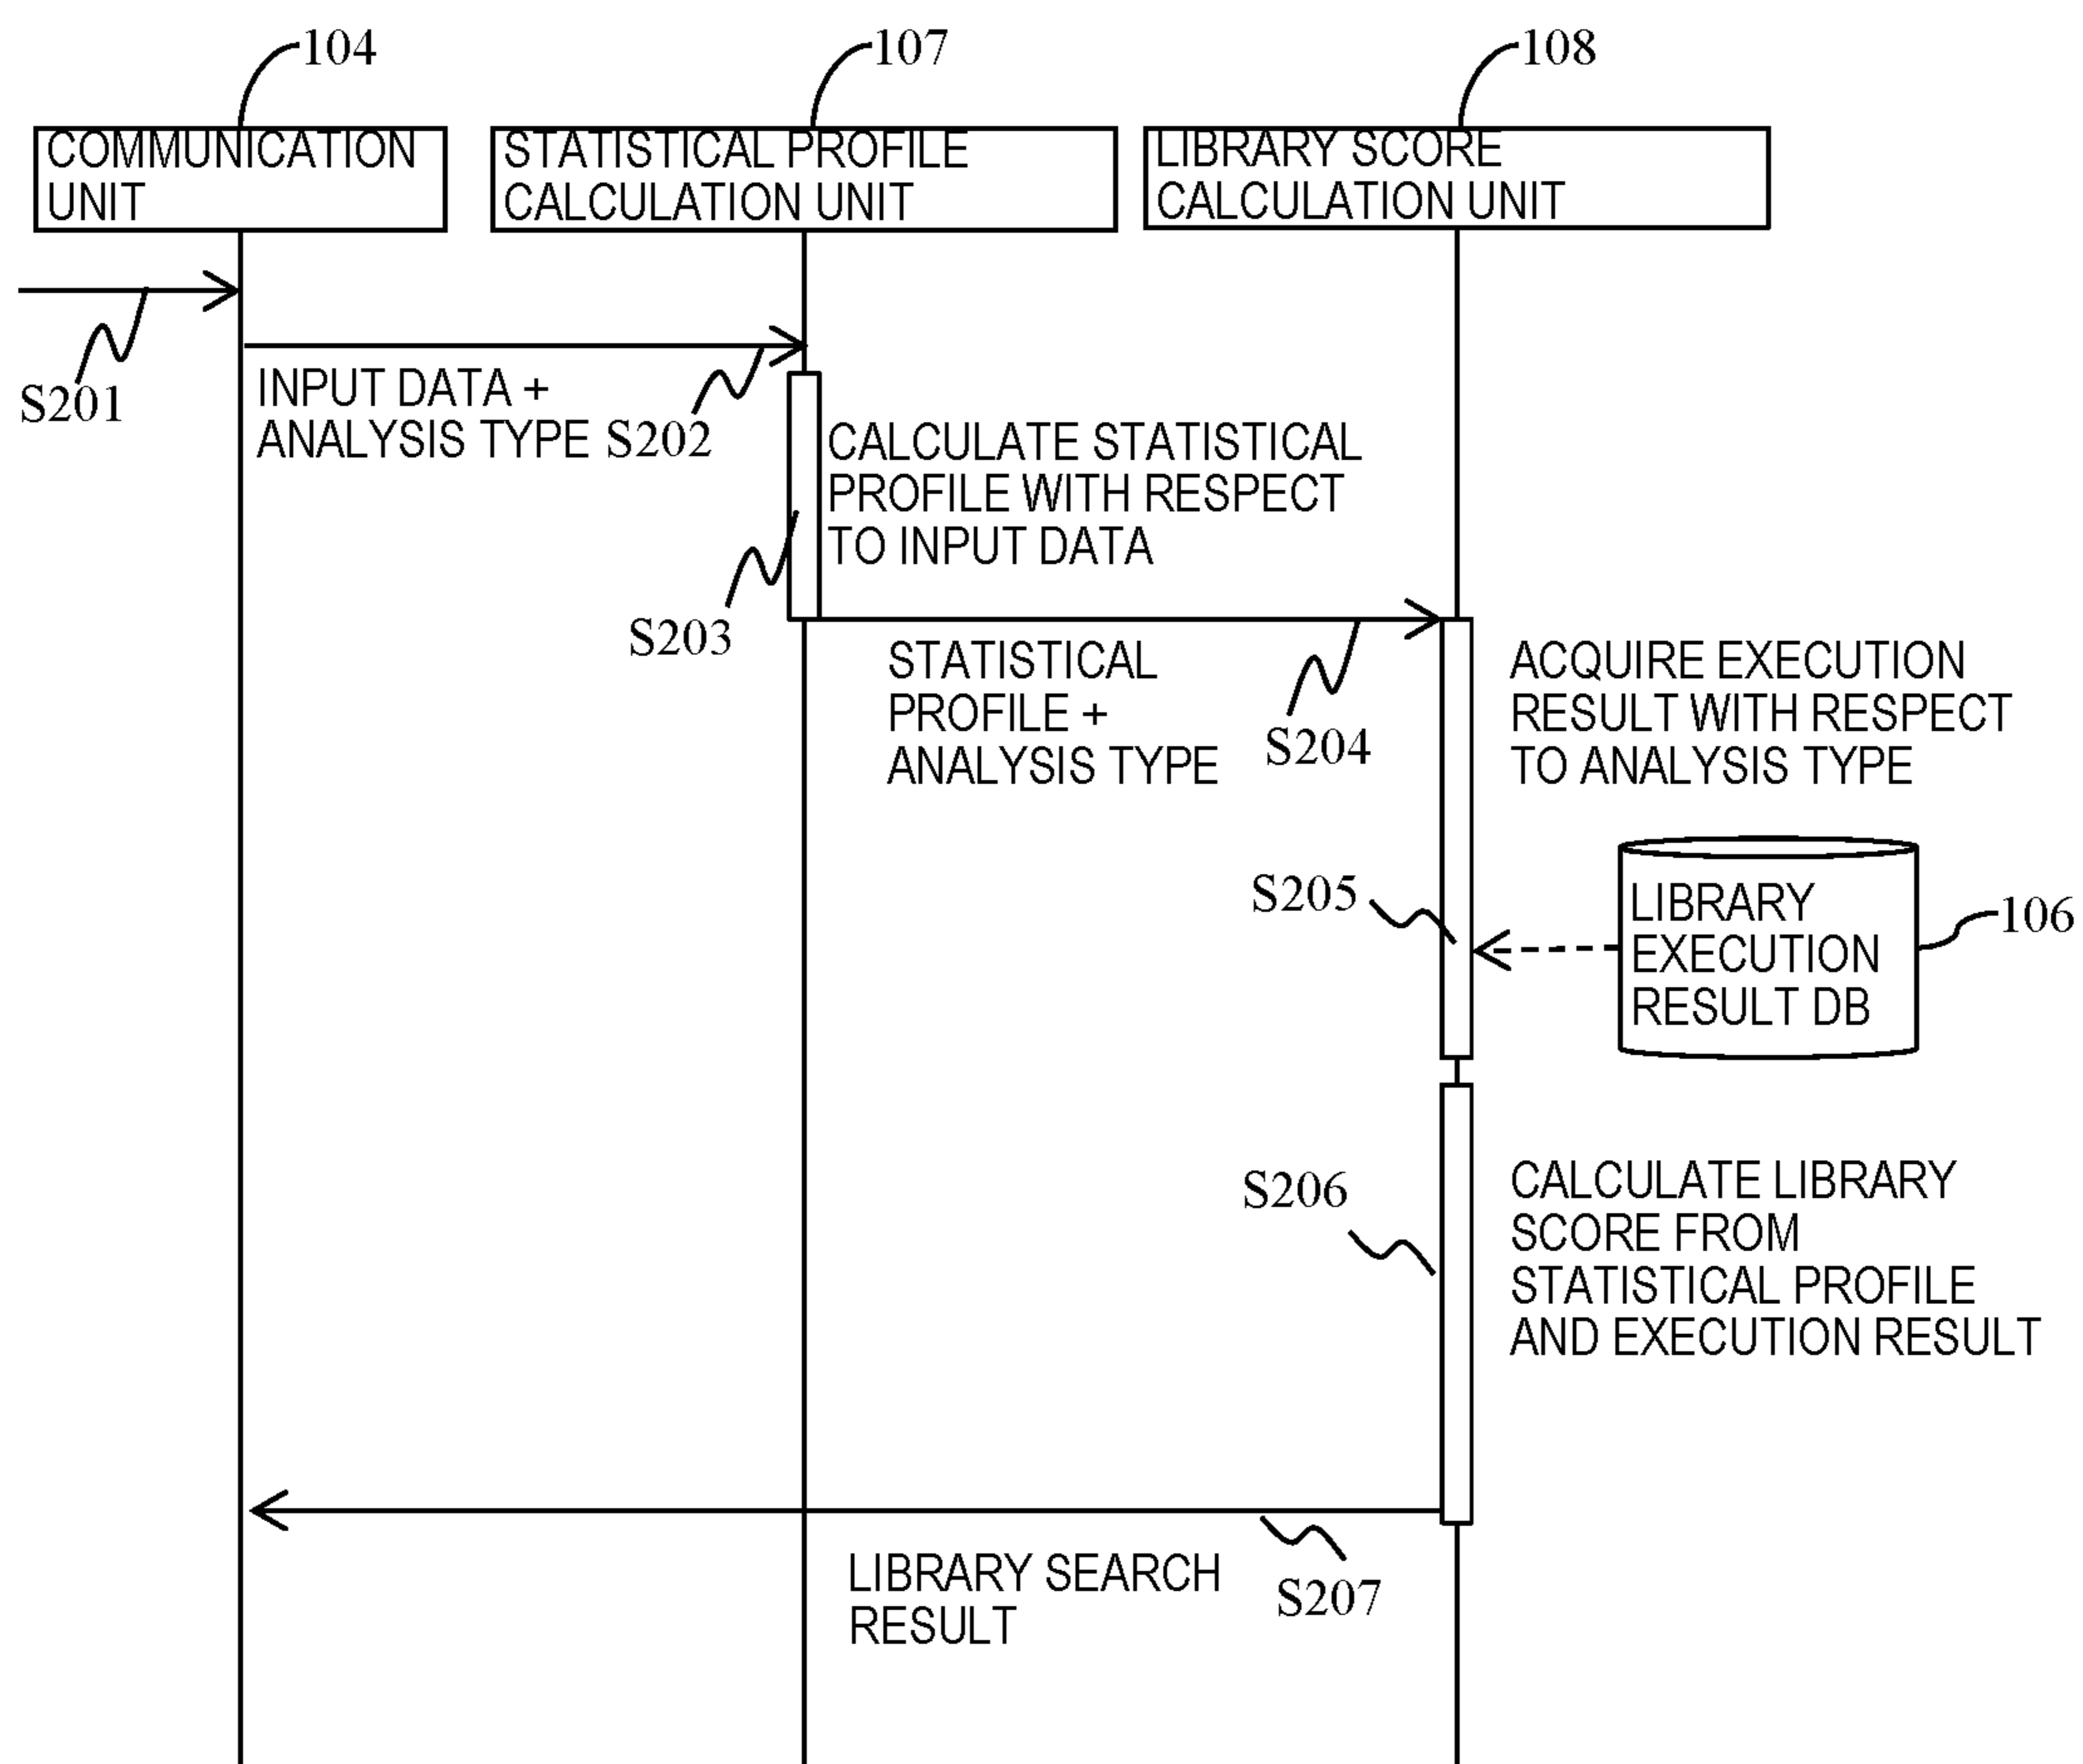 104
107
108
COMMUNICATION
UNIT
STATISTICAL PROFILE
CALCULATION UNIT
LIBRARY SCORE
CALCULATION UNIT
S201
INPUT DATA +
ANALYSIS TYPE
S202
CALCULATE STATISTICAL
PROFILE WITH RESPECT
TO INPUT DATA
S203
STATISTICAL
PROFILE +
ANALYSIS TYPE
S204
ACQUIRE EXECUTION
RESULT WITH RESPECT
TO ANALYSIS TYPE
S205
LIBRARY
EXECUTION
RESULT DB
106
S206
CALCULATE LIBRARY
SCORE FROM
STATISTICAL PROFILE
AND EXECUTION RESULT
LIBRARY SEARCH
RESULT
S207